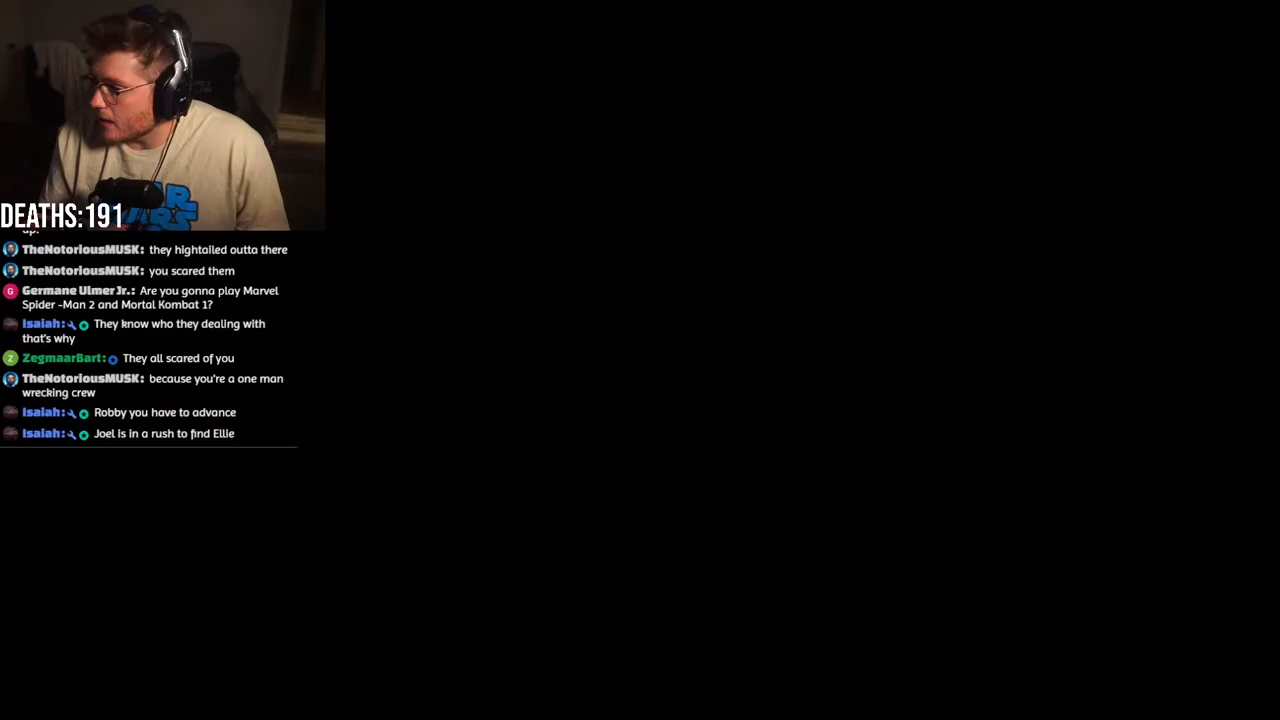 DEATHS:191
up.
TheNotoriousMUSK: they hightailed outta there
TheNotoriousMUSK: you scared them
Germane Ulmer Jr.: Are you gonna play Marvel
Spider -Man 2 and Mortal Kombat 1?
Isaiah: They know who they dealing with
that's why
ZegmaarBart: They all scared of you
TheNotoriousMUSK: because you're a one man
wrecking crew
Isaiah: Robby you have to advance
Isaiah: Joel is in a rush to find Ellie